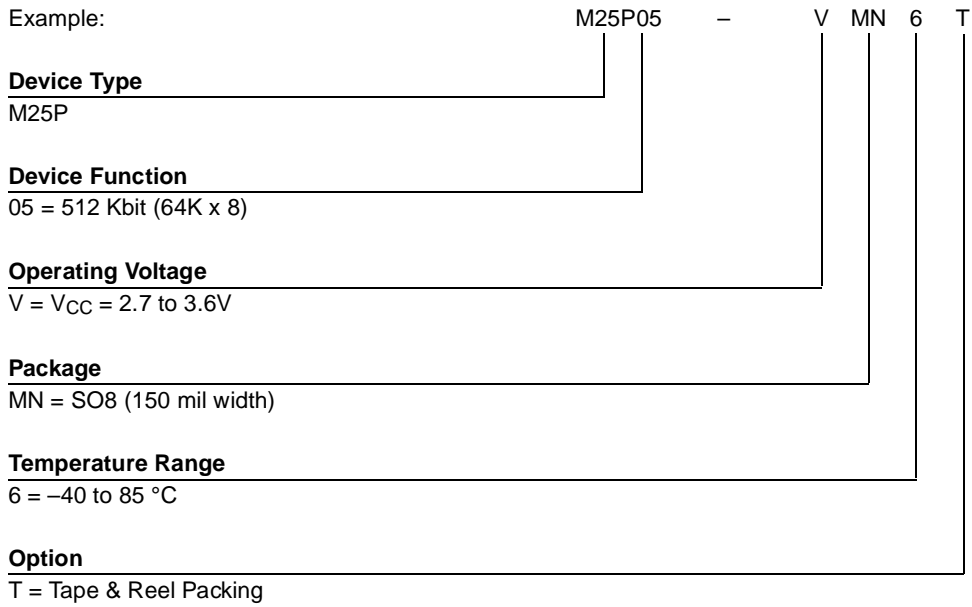 Example: M25P05 – V MN 6 T
Device Type
M25P
Device Function
05 = 512 Kbit (64K x 8)
Operating Voltage
V = VCC = 2.7 to 3.6V
Package
MN = SO8 (150 mil width)
Temperature Range
6 = –40 to 85 °C
Option
T = Tape & Reel Packing